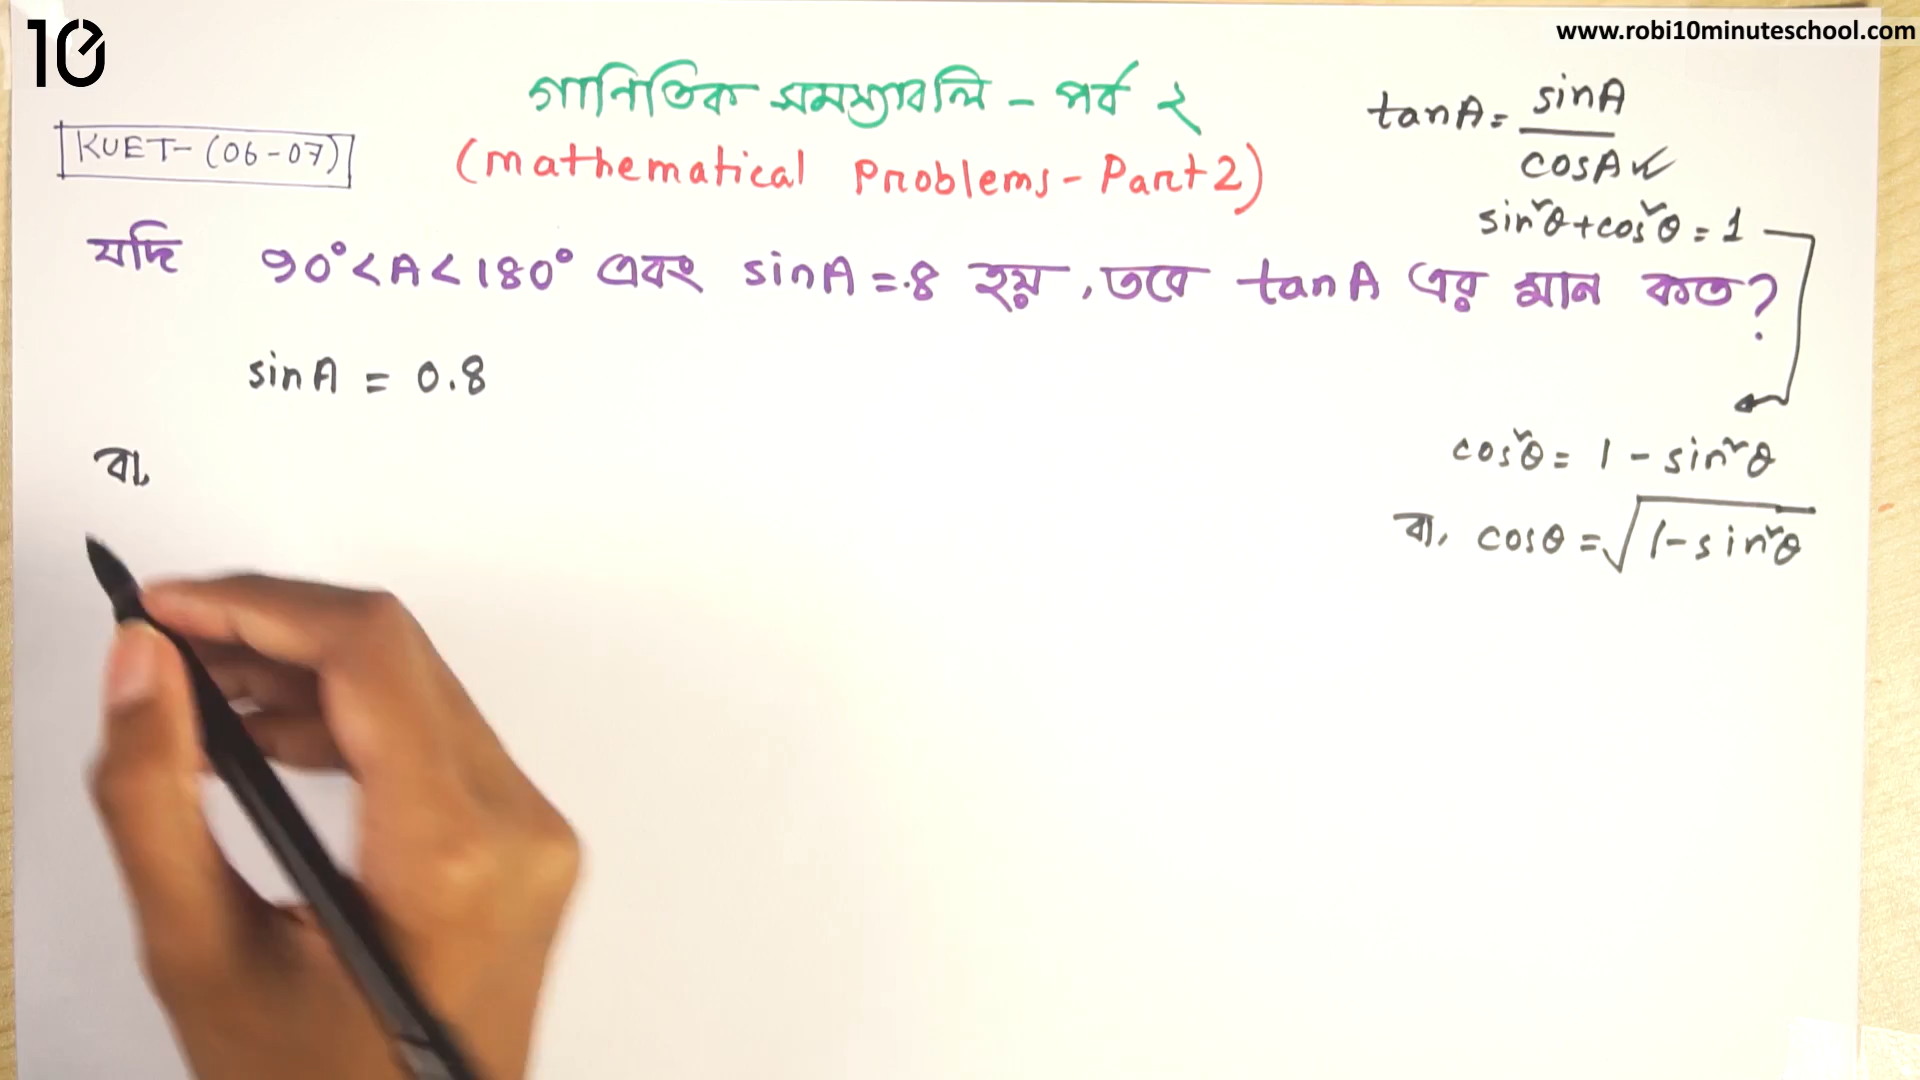 10
www.robi10minuteschool.com
গানিতিক সমস্যাবলি - পর্ব ২
KUET- (06-07)
(Mathematical Problems - Part 2)
tanA = sinA / cosA
sin²θ + cos²θ = 1
যদি 90° < A < 180° এবং sinA = .8 হয়, তবে tanA এর মান কত?
sinA = 0.8
বা,
cos²θ = 1 - sin²θ
বা, cosθ = √1 - sin²θ